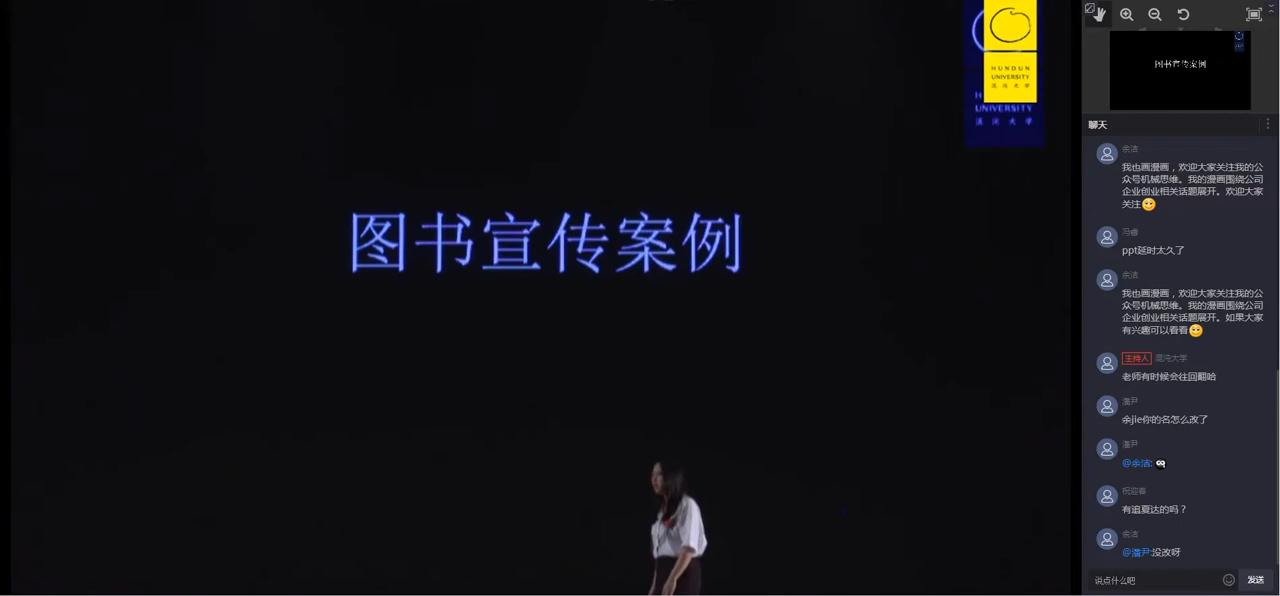 图书宣传案例
HUNDUN
UNIVERSITY
混沌大学
UNIVERSITY
混沌大学
图书宣传案例
聊天
余洁
我也画漫画，欢迎大家关注我的公
众号机械思维。我的漫画围绕公司
企业创业相关话题展开。欢迎大家
关注
冯睿
ppt延时太久了
余洁
我也画漫画，欢迎大家关注我的公
众号机械思维。我的漫画围绕公司
企业创业相关话题展开。如果大家
有兴趣可以看看
主持人 混沌大学
老师有时候会往回翻哈
潘尹
余jie你的名怎么改了
潘尹
@余洁:
祝迎春
有追夏达的吗？
余洁
@潘尹:没改呀
说点什么吧
发送